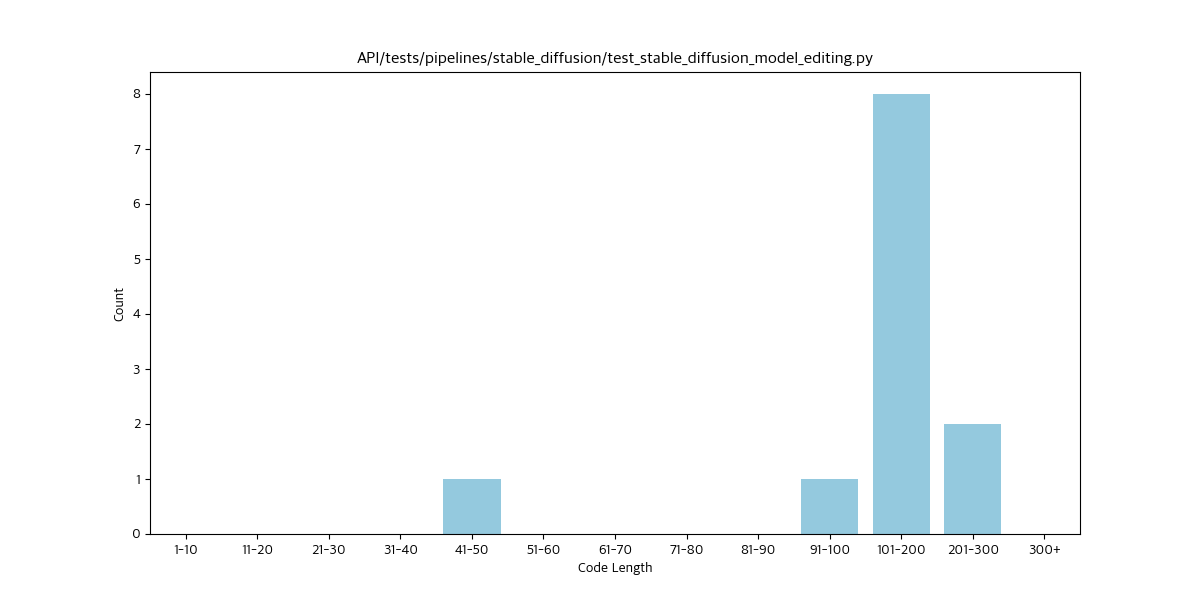 API/tests/pipelines/stable_diffusion/test_stable_diffusion_model_editing.py
8
7
6
5
4
3
2
1
0
Count
1-10 11-20 21-30 31-40 41-50 51-60 61-70 71-80 81-90 91-100 101-200 201-300 300+
Code Length